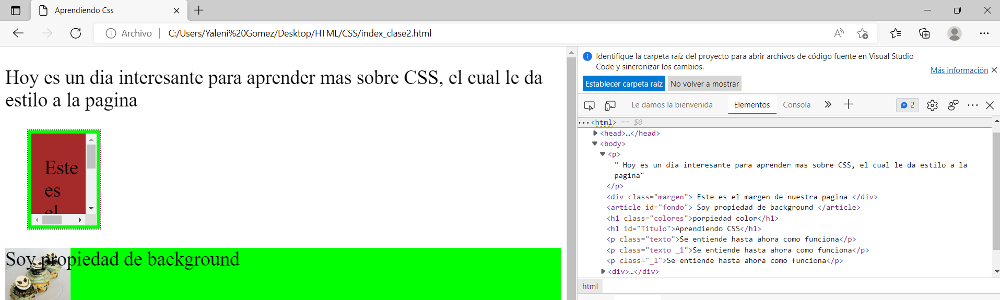 Aprendiendo Css
Archivo | C:/Users/Yaleni%20Gomez/Desktop/HTML/CSS/index_clase2.html
Hoy es un dia interesante para aprender mas sobre CSS, el cual le da
estilo a la pagina
Este
es
el
Soy propiedad de background
Identifique la carpeta raíz del proyecto para abrir archivos de código fuente en Visual Studio
Code y sincronizar los cambios.
Más información
Establecer carpeta raíz No volver a mostrar
Le damos la bienvenida Elementos Consola 2
...<html> == $0
<head>…</head>
<body>
<p>
" Hoy es un dia interesante para aprender mas sobre CSS, el cual le da estilo a la
pagina"
</p>
<div class="margen"> Este es el margen de nuestra pagina </div>
<article id="fondo"> Soy propiedad de background </article>
<h1 class="colores">porpiedad color</h1>
<h1 id="Titulo">Aprendiendo CSS</h1>
<p class="texto">Se entiende hasta ahora como funciona</p>
<p class="texto _1">Se entiende hasta ahora como funciona</p>
<p class="_1">Se entiende hasta ahora como funciona</p>
<div>…</div>
html